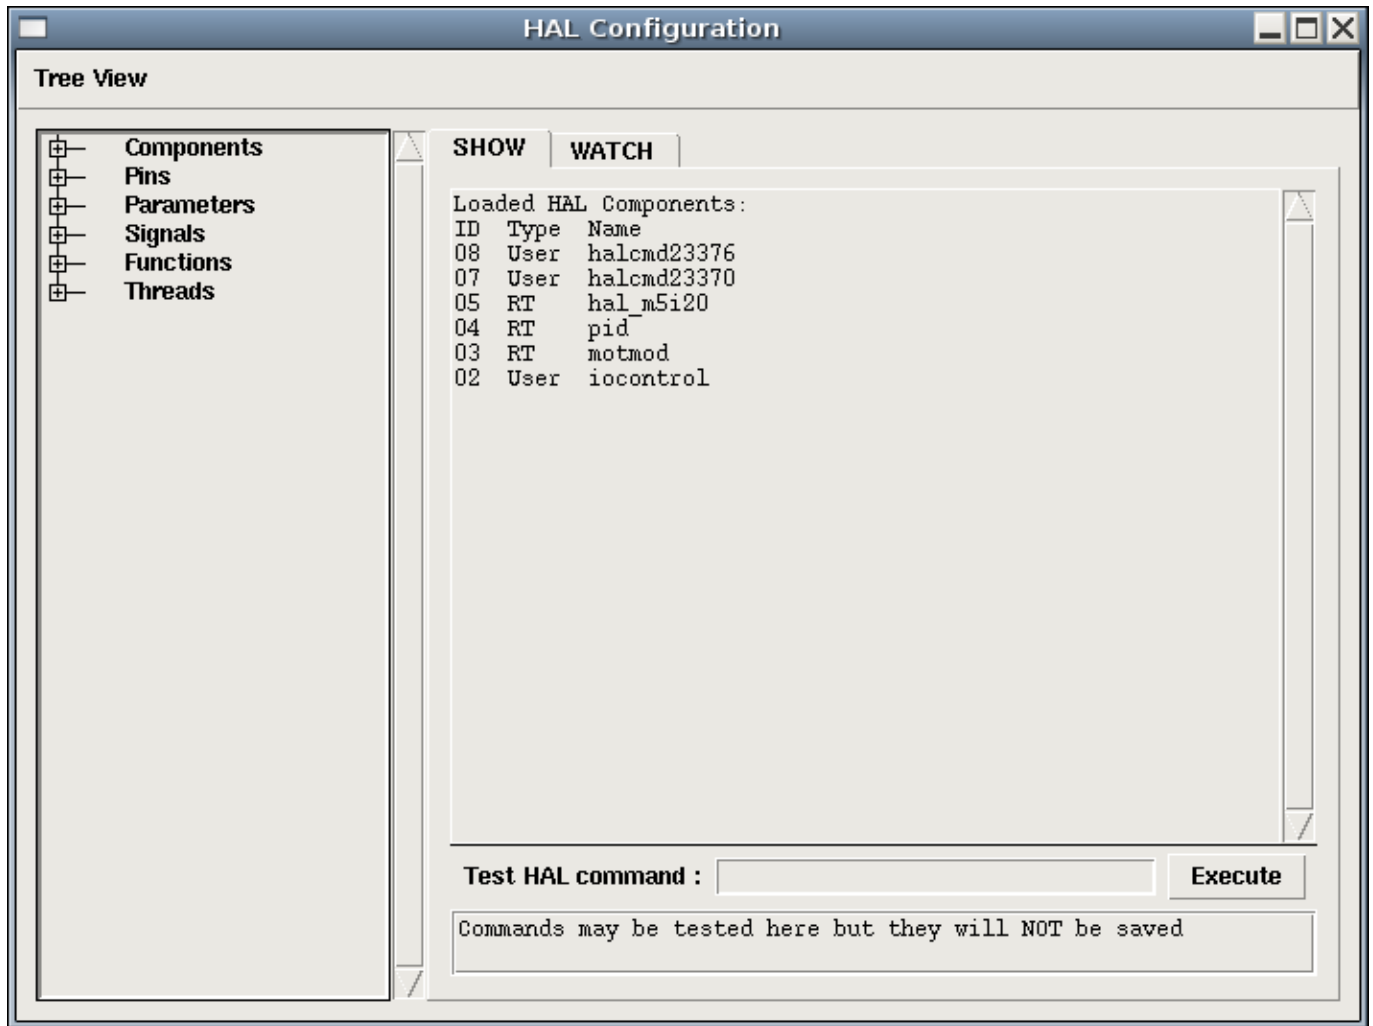 HAL Configuration
Tree View
Components
Pins
Parameters
Signals
Functions
Threads
SHOW WATCH
Loaded HAL Components:
ID Type Name
08 User halcmd23376
07 User halcmd23370
05 RT hal_m5i20
04 RT pid
03 RT motmod
02 User iocontrol
Test HAL command : Execute
Commands may be tested here but they will NOT be saved